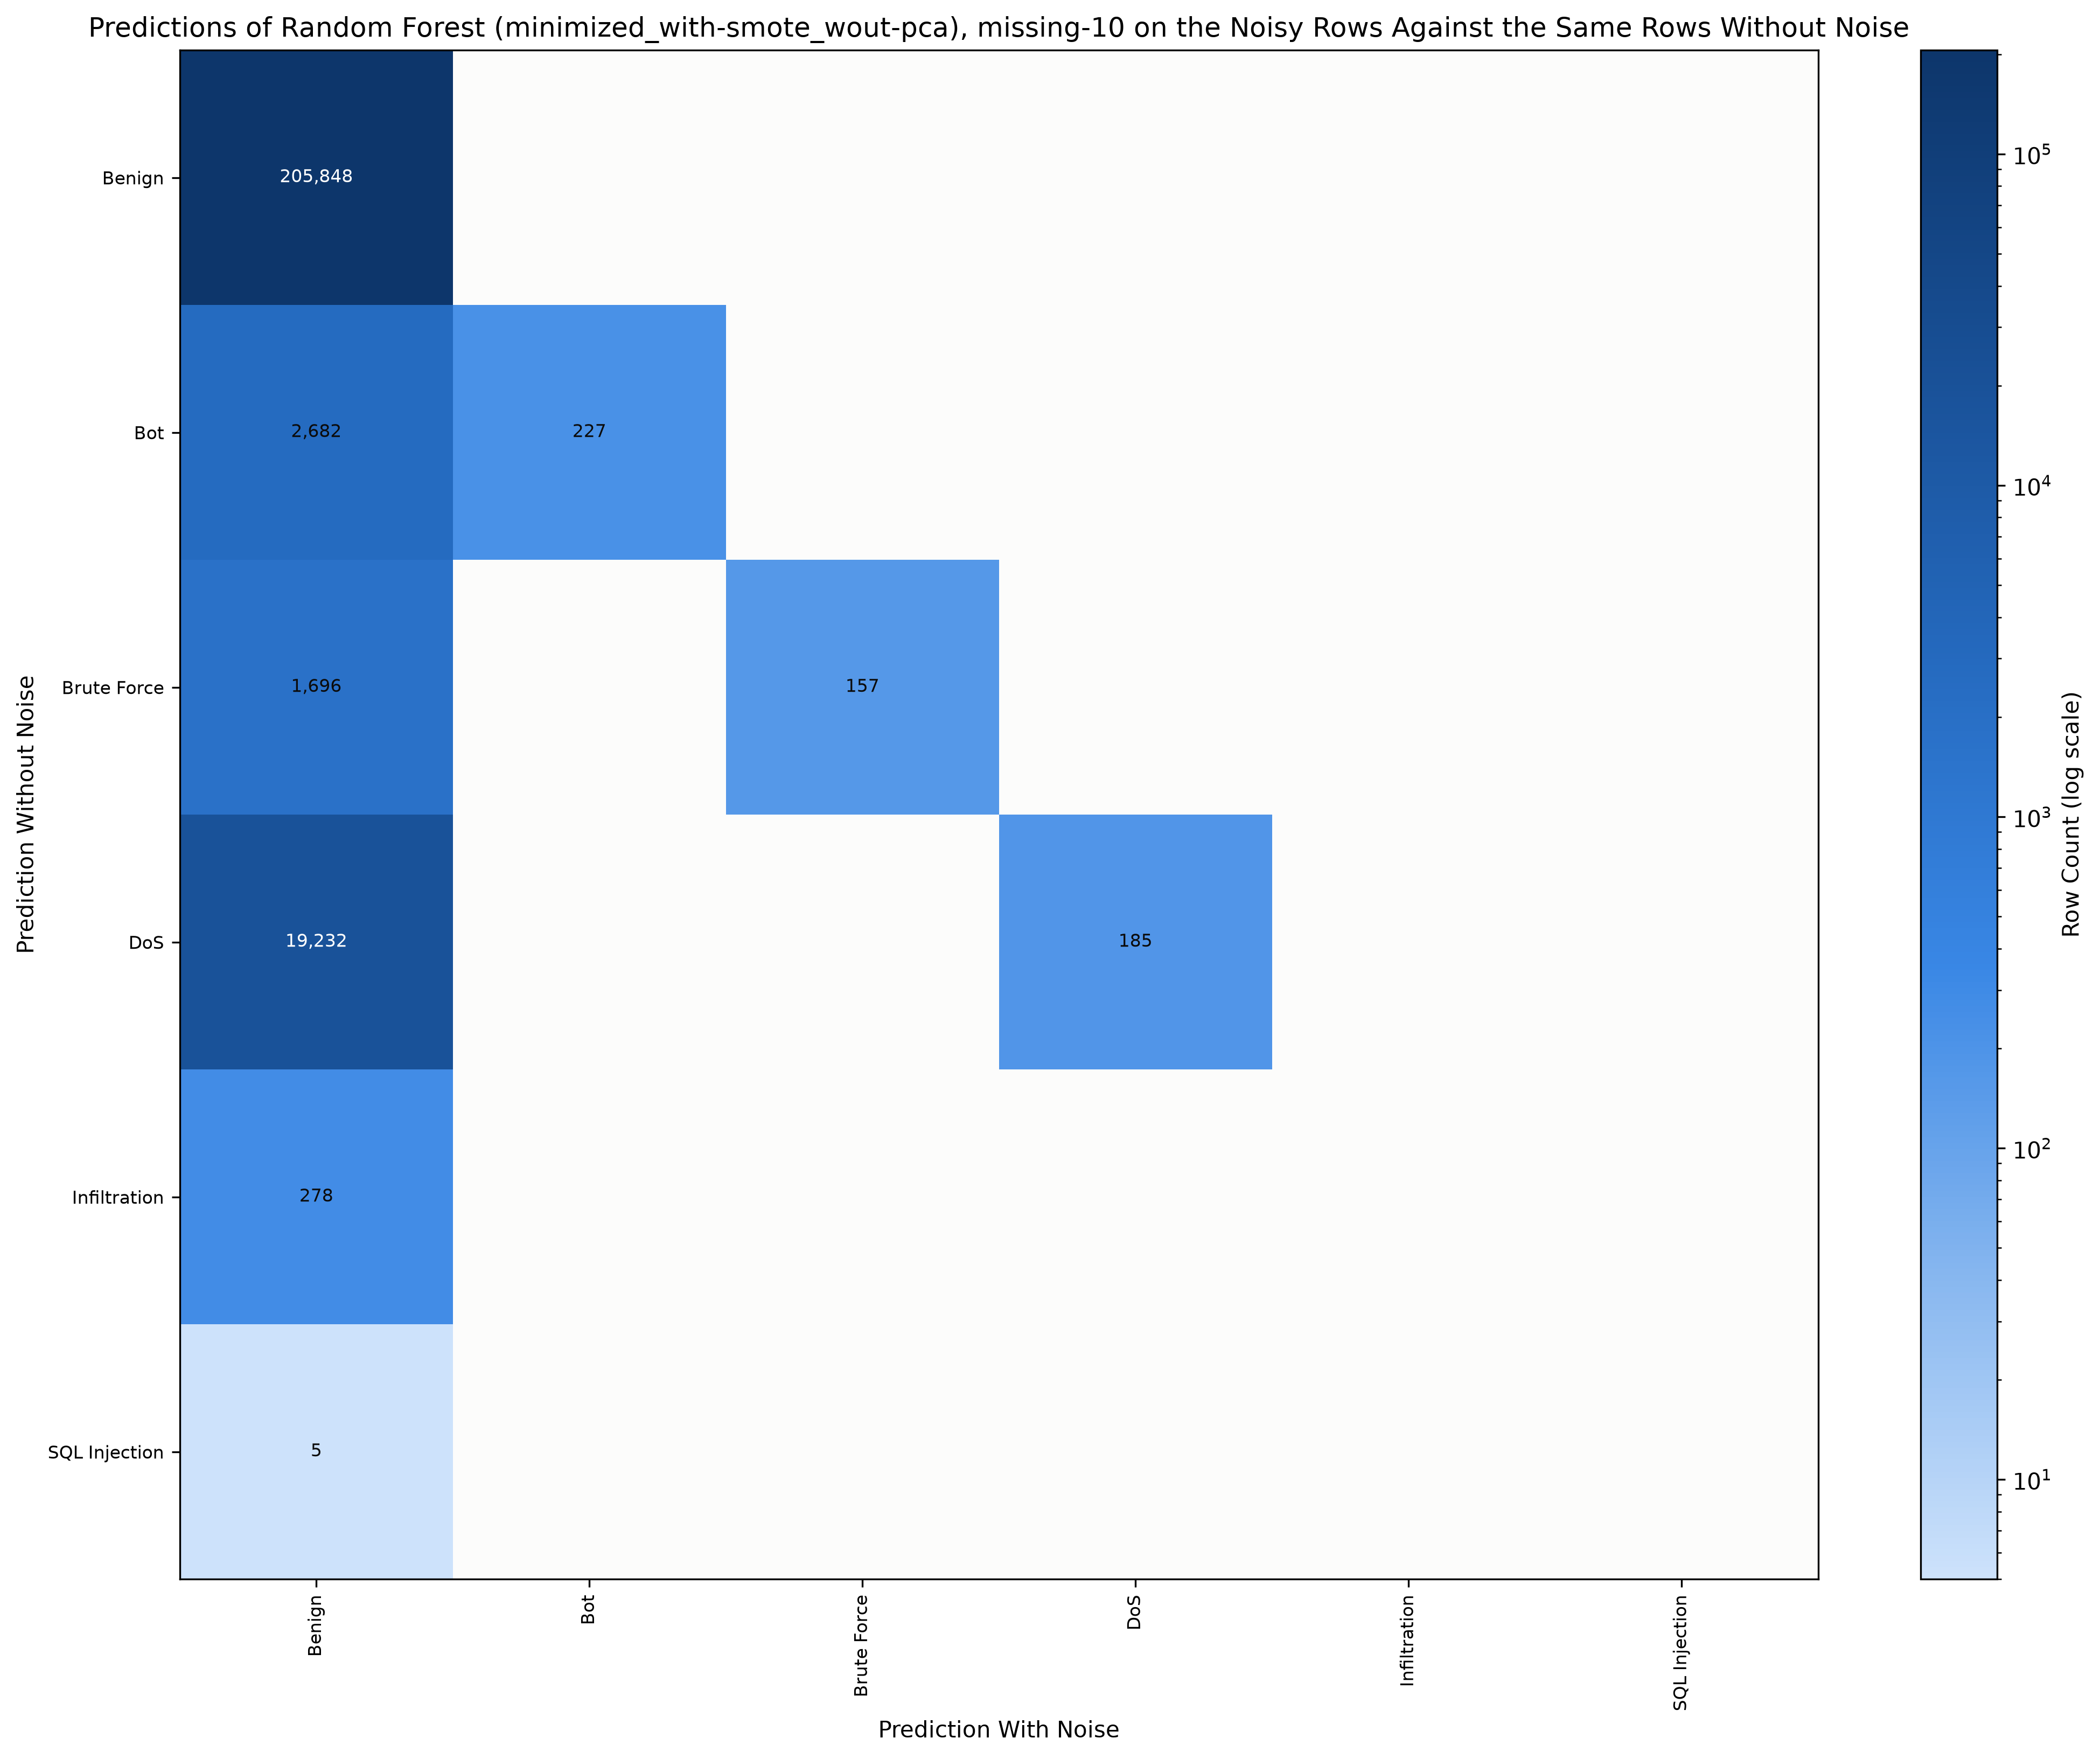 Predictions of Random Forest (minimized_with-smote_wout-pca), missing-10 on the Noisy Rows Against the Same Rows Without Noise
Prediction Without Noise
Benign
205,848
Bot
2,682
227
Brute Force
1,696
157
DoS
19,232
185
Infiltration
278
SQL Injection
5
Benign
Bot
Brute Force
DoS
Infiltration
SQL Injection
Prediction With Noise
10⁵
10⁴
10³
10²
10¹
Row Count (log scale)